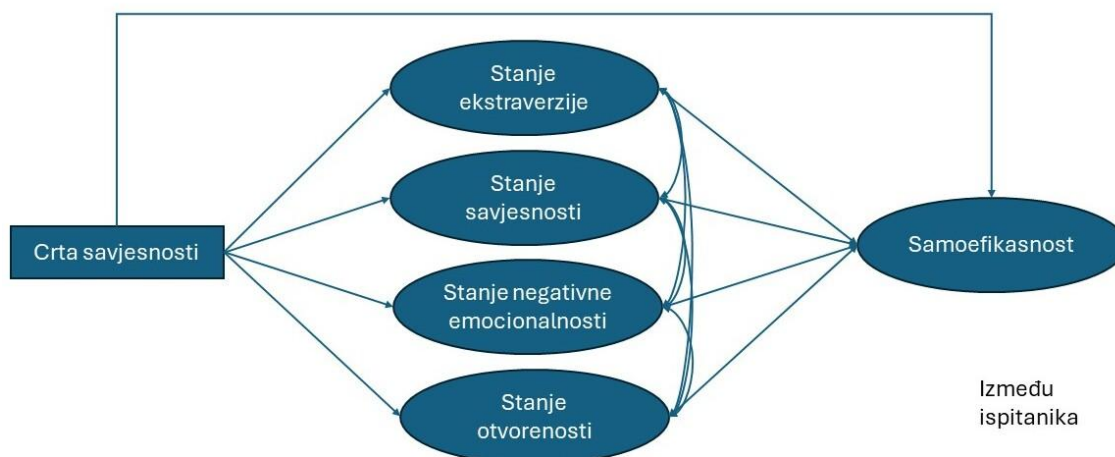 Stanje
ekstraverzije
Stanje
savjesnosti
Crta savjesnosti
Samoefikasnost
Stanje negativne
emocionalnosti
Stanje
otvorenosti
Između
ispitanika